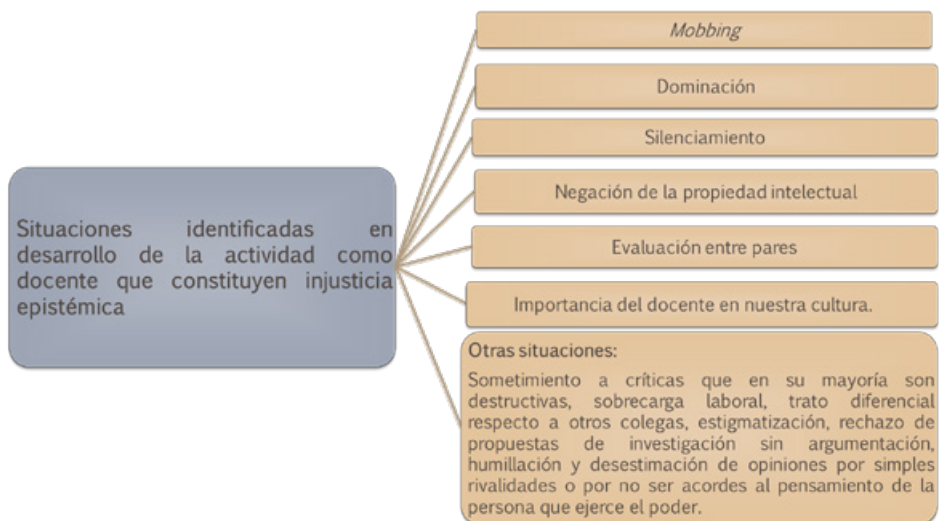 Mobbing
Dominación
Silenciamiento
Situaciones identificadas en
desarrollo de la actividad como
docente que constituyen injusticia
epistémica
Negación de la propiedad intelectual
Evaluación entre pares
Importancia del docente en nuestra cultura.
Otras situaciones:
Sometimiento a críticas que en su mayoría son
destructivas, sobrecarga laboral, trato diferencial
respecto a otros colegas, estigmatización, rechazo de
propuestas de investigación sin argumentación,
humillación y desestimación de opiniones por simples
rivalidades o por no ser acordes al pensamiento de la
persona que ejerce el poder.